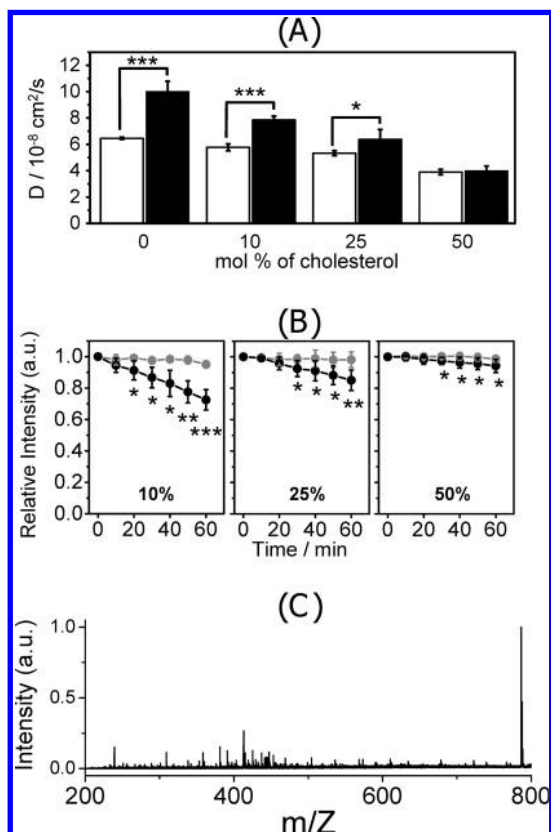 (A)
*** *** *
D / 10⁻⁸ cm²/s
12
10
8
6
4
2
0
0 10 25 50
mol % of cholesterol
(B)
Relative Intensity (a.u.)
1.0
0.8
0.6
0.4
0.2
0.0
* * * ** ***
* * * **
* * * *
10% 25% 50%
0 20 40 60 0 20 40 60 0 20 40 60
Time / min
(C)
Intensity (a.u.)
1.0
0.5
0.0
200 400 600 800
m/Z